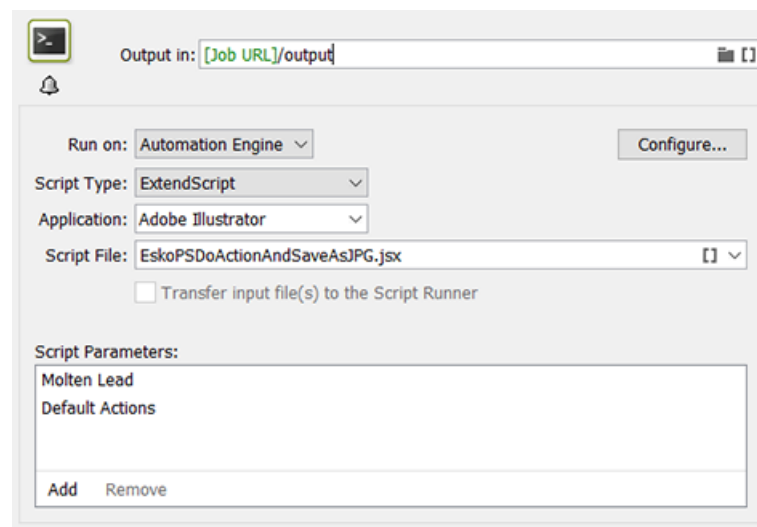 Output in: [Job URL]/output
Run on: Automation Engine
Configure...
Script Type: ExtendScript
Application: Adobe Illustrator
Script File: EskoPSDoActionAndSaveAsJPG.jsx
Transfer input file(s) to the Script Runner
Script Parameters:
Molten Lead
Default Actions
Add Remove